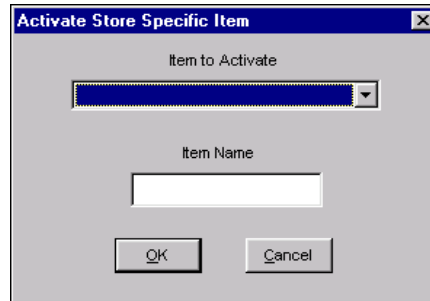 Activate Store Specific Item
Item to Activate
Item Name
OK
Cancel